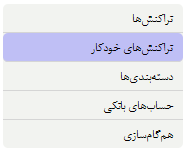 تراکنش‌ها
تراکنش‌های خودکار
دسته‌بندی‌ها
حساب‌های بانکی
هم‌گام‌سازی